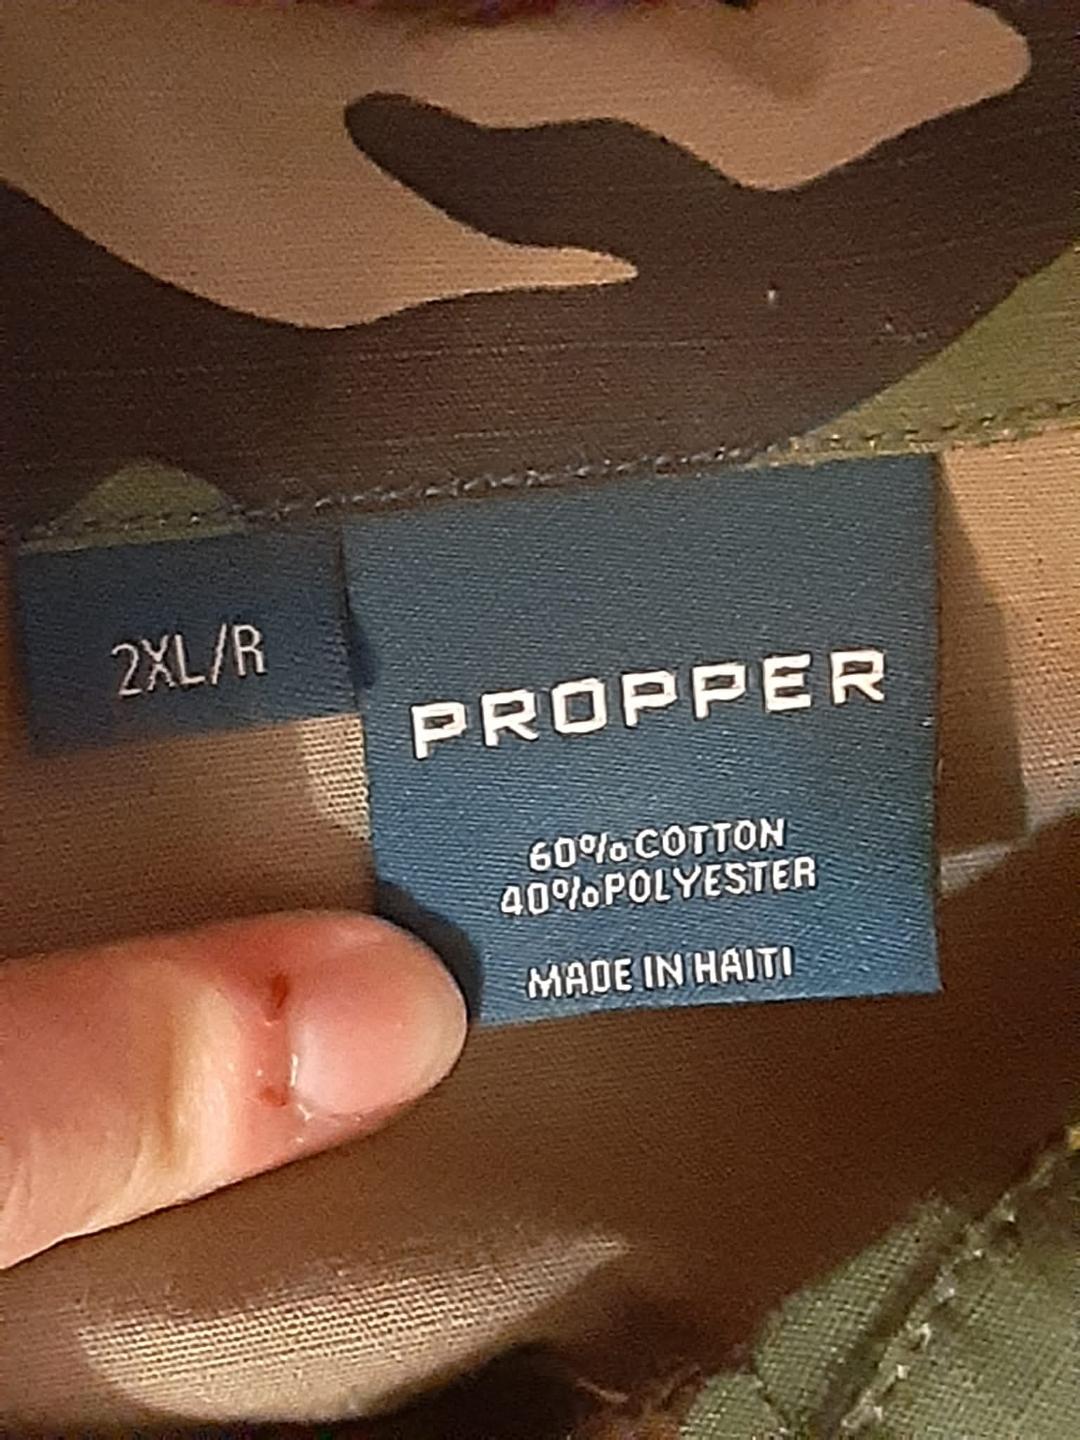 2XL/R
PROPPER
60% COTTON
40% POLYESTER
MADE IN HAITI